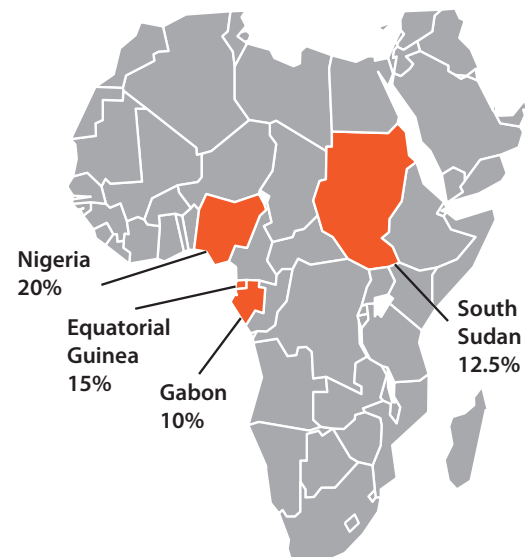 Nigeria
20%
Equatorial
Guinea
15%
Gabon
10%
South
Sudan
12.5%